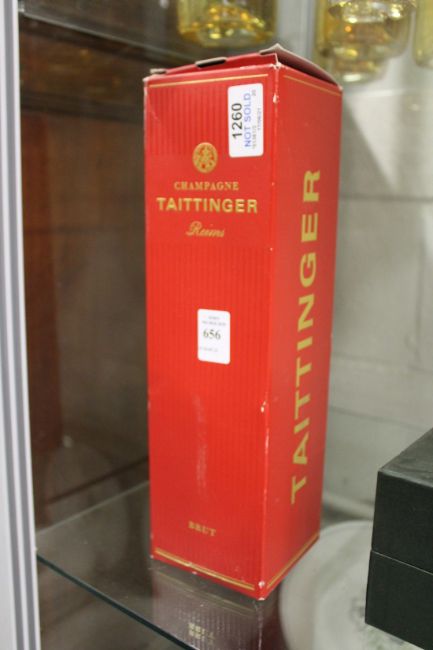 1260
NOT SOLD
CHAMPAGNE
TAITTINGER
Reims
656
BRUT
TAITTINGER